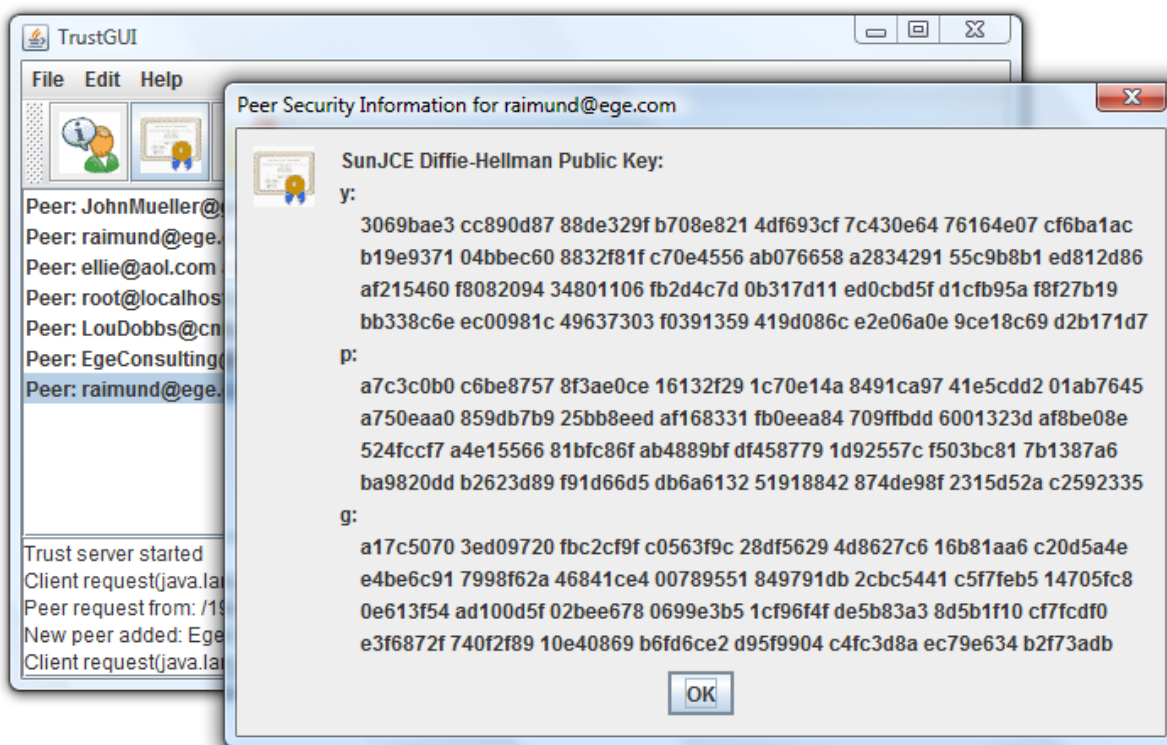 TrustGUI
File Edit Help
Peer: JohnMueller@
Peer: raimund@ege.
Peer: ellie@aol.com
Peer: root@localhos
Peer: LouDobbs@cn
Peer: EgeConsulting
Peer: raimund@ege.
Trust server started
Client request(java.la
Peer request from: /19
New peer added: Ege
Client request(java.la
Peer Security Information for raimund@ege.com
SunJCE Diffie-Hellman Public Key:
y:
3069bae3 cc890d87 88de329f b708e821 4df693cf 7c430e64 76164e07 cf6ba1ac
b19e9371 04bbec60 8832f81f c70e4556 ab076658 a2834291 55c9b8b1 ed812d86
af215460 f8082094 34801106 fb2d4c7d 0b317d11 ed0cbd5f d1cfb95a f8f27b19
bb338c6e ec00981c 49637303 f0391359 419d086c e2e06a0e 9ce18c69 d2b171d7
p:
a7c3c0b0 c6be8757 8f3ae0ce 16132f29 1c70e14a 8491ca97 41e5cdd2 01ab7645
a750eaa0 859db7b9 25bb8eed af168331 fb0eea84 709ffbdd 6001323d af8be08e
524fccf7 a4e15566 81bfc86f ab4889bf df458779 1d92557c f503bc81 7b1387a6
ba9820dd b2623d89 f91d66d5 db6a6132 51918842 874de98f 2315d52a c2592335
g:
a17c5070 3ed09720 fbc2cf9f c0563f9c 28df5629 4d8627c6 16b81aa6 c20d5a4e
e4be6c91 7998f62a 46841ce4 00789551 849791db 2cbc5441 c5f7feb5 14705fc8
0e613f54 ad100d5f 02bee678 0699e3b5 1cf96f4f de5b83a3 8d5b1f10 cf7fcdf0
e3f6872f 740f2f89 10e40869 b6fd6ce2 d95f9904 c4fc3d8a ec79e634 b2f73adb
OK